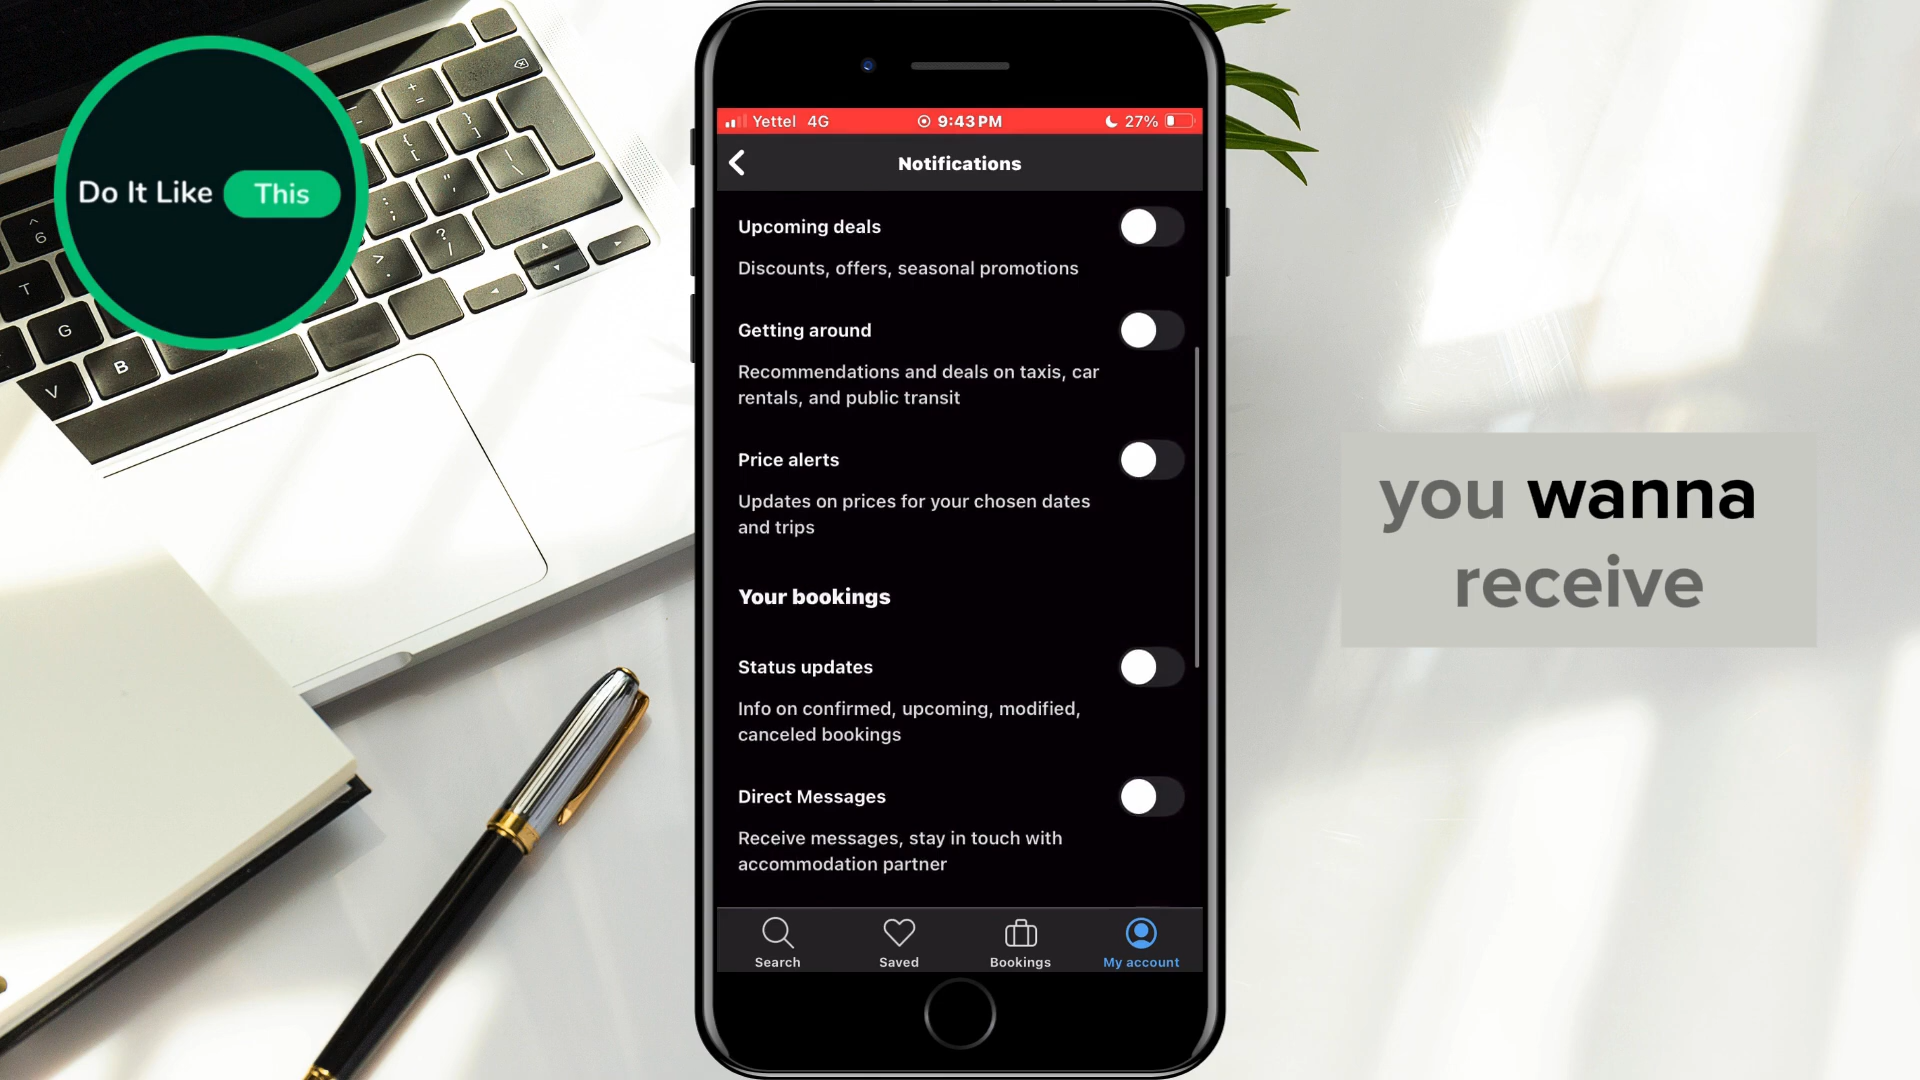 Do It Like This
Yettel 4G 9:43 PM 27%
Notifications
Upcoming deals
Discounts, offers, seasonal promotions
Getting around
Recommendations and deals on taxis, car
rentals, and public transit
Price alerts
Updates on prices for your chosen dates
and trips
Your bookings
Status updates
Info on confirmed, upcoming, modified,
canceled bookings
Direct Messages
Receive messages, stay in touch with
accommodation partner
Search Saved Bookings My account
you wanna
receive
6
T
G
B
V